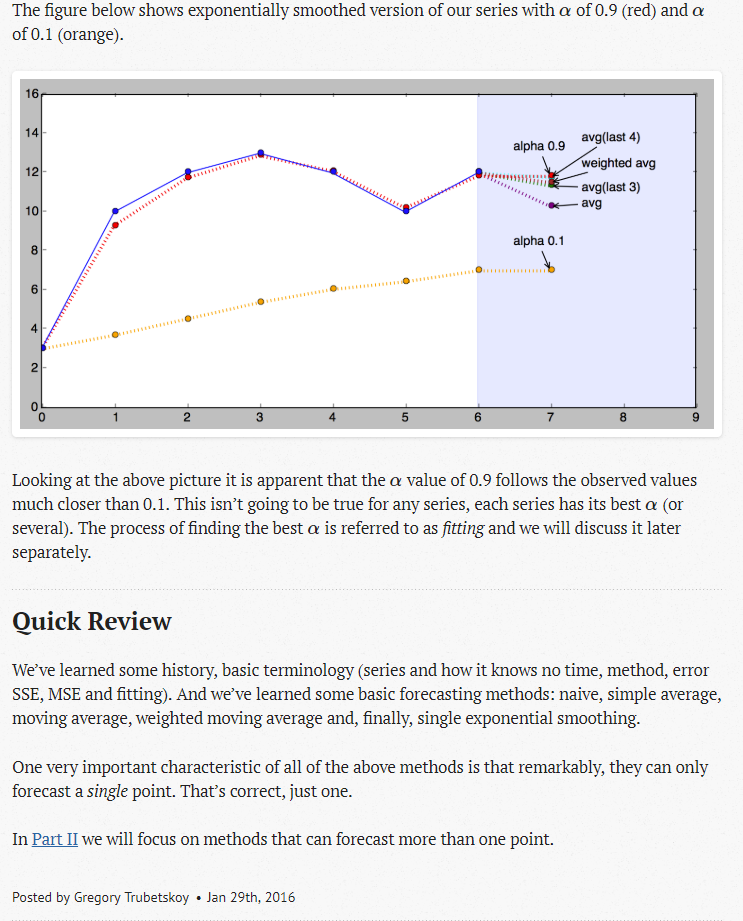 The figure below shows exponentially smoothed version of our series with α of 0.9 (red) and α
of 0.1 (orange).
16
14
12
10
8
6
4
2
0
alpha 0.9
avg(last 4)
weighted avg
avg(last 3)
avg
alpha 0.1
0 1 2 3 4 5 6 7 8 9
Looking at the above picture it is apparent that the α value of 0.9 follows the observed values
much closer than 0.1. This isn’t going to be true for any series, each series has its best α (or
several). The process of finding the best α is referred to as fitting and we will discuss it later
separately.
Quick Review
We’ve learned some history, basic terminology (series and how it knows no time, method, error
SSE, MSE and fitting). And we’ve learned some basic forecasting methods: naive, simple average,
moving average, weighted moving average and, finally, single exponential smoothing.
One very important characteristic of all of the above methods is that remarkably, they can only
forecast a single point. That’s correct, just one.
In Part II we will focus on methods that can forecast more than one point.
Posted by Gregory Trubetskoy • Jan 29th, 2016